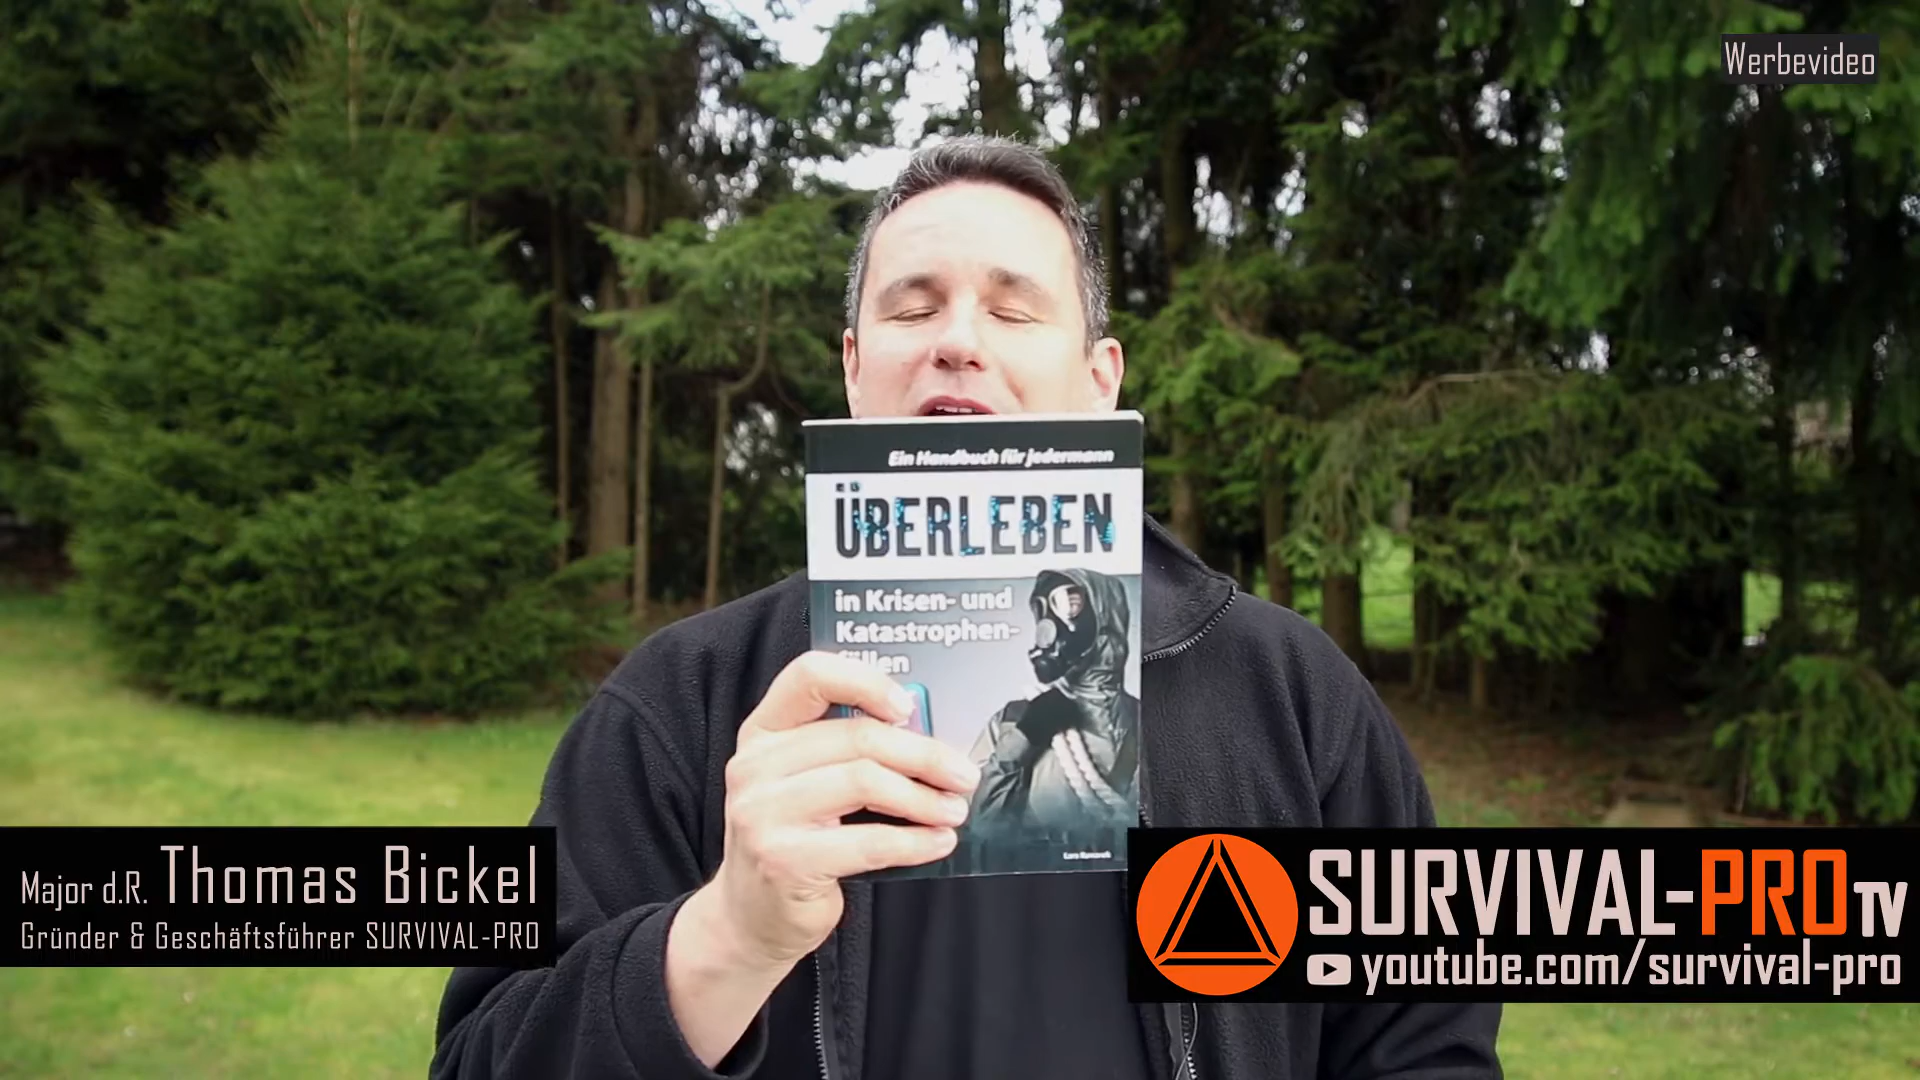 Werbevideo
Ein Handbuch für jedermann
ÜBERLEBEN
in Krisen- und
Katastrophen-
fällen
Major d.R. Thomas Bickel
Gründer & Geschäftsführer SURVIVAL-PRO
SURVIVAL-PRO TV
youtube.com/survival-pro